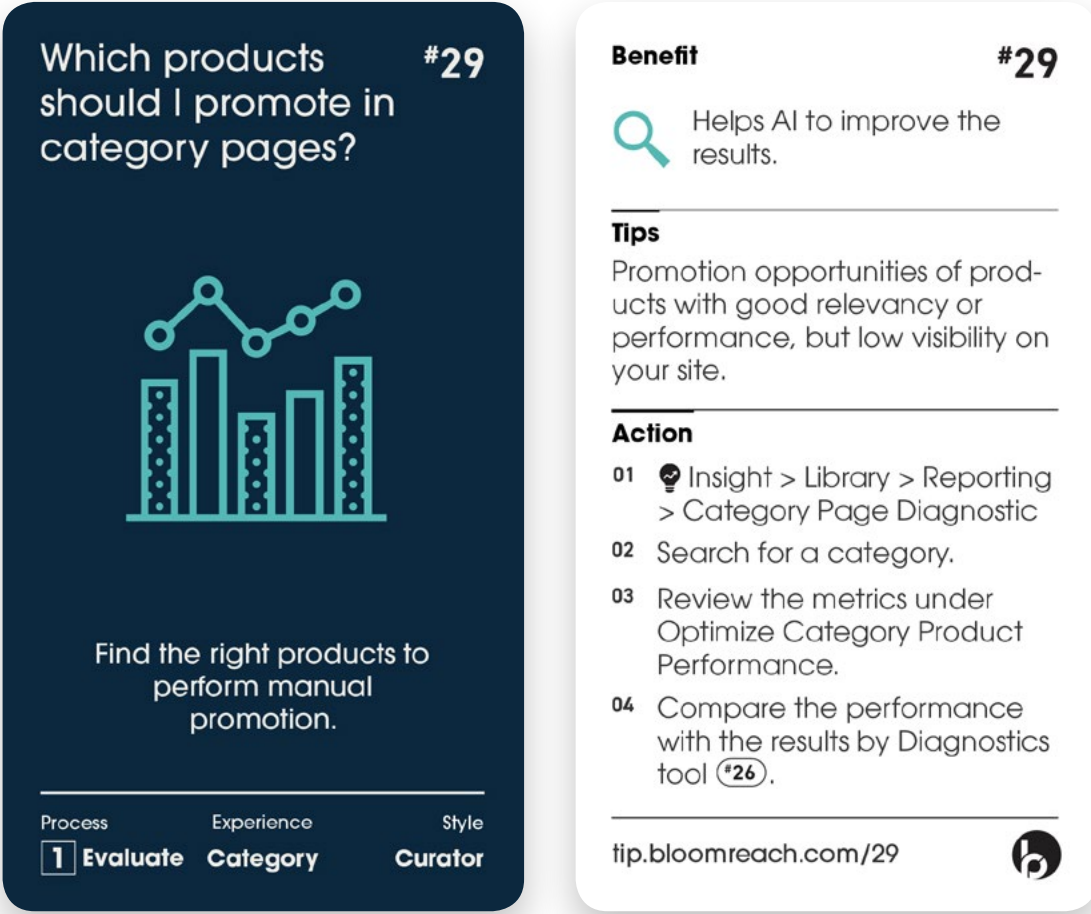 Which products
should I promote in
category pages?
#29
Find the right products to
perform manual
promotion.
Process
Experience
Style
1 Evaluate
Category
Curator
Benefit
#29
Helps AI to improve the
results.
Tips
Promotion opportunities of prod-
ucts with good relevancy or
performance, but low visibility on
your site.
Action
01 Insight > Library > Reporting
> Category Page Diagnostic
02 Search for a category.
03 Review the metrics under
Optimize Category Product
Performance.
04 Compare the performance
with the results by Diagnostics
tool #26.
tip.bloomreach.com/29
b